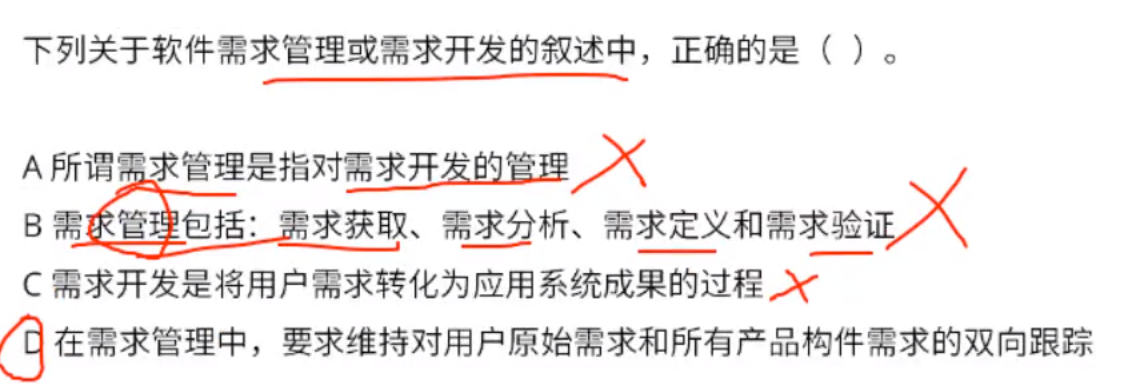 下列关于软件需求管理或需求开发的叙述中，正确的是（ ）。
A 所谓需求管理是指对需求开发的管理
B 需求管理包括：需求获取、需求分析、需求定义和需求验证
C 需求开发是将用户需求转化为应用系统成果的过程
D 在需求管理中，要求维持对用户原始需求和所有产品构件需求的双向跟踪